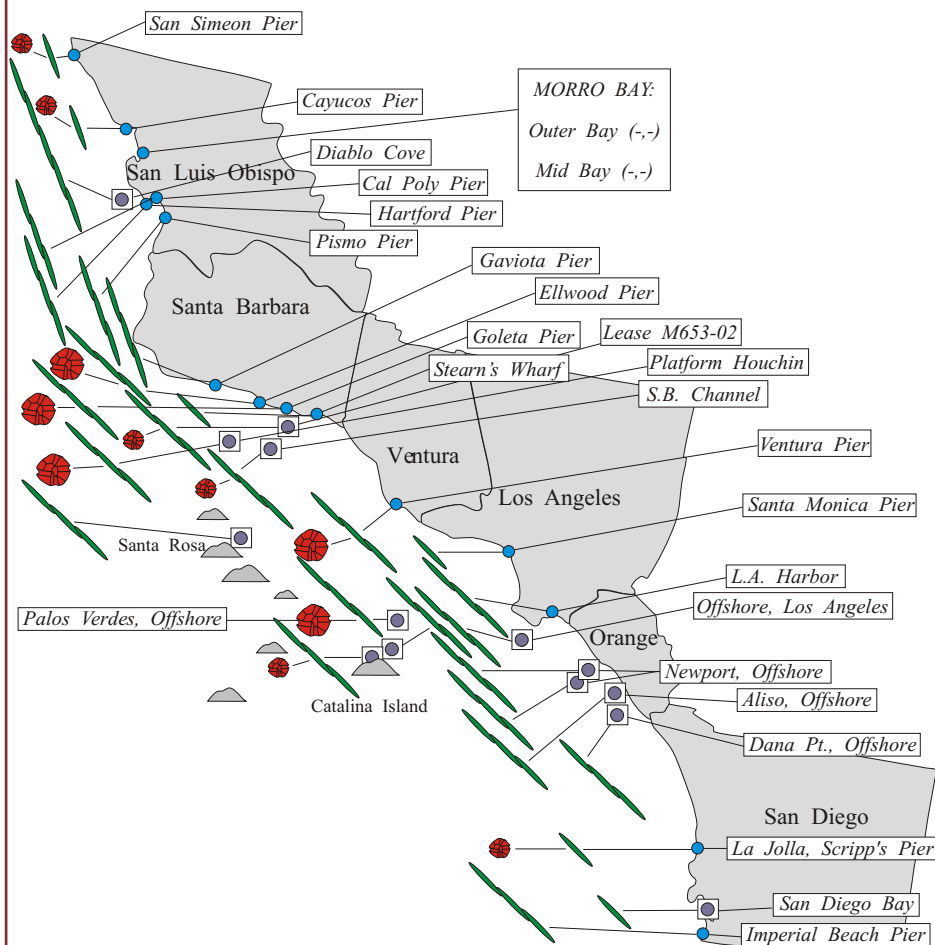 San Simeon Pier
MORRO BAY:
Outer Bay (-,-)
Mid Bay (-,-)
Cayucos Pier
Diablo Cove
San Luis Obispo
Cal Poly Pier
Hartford Pier
Pismo Pier
Gaviota Pier
Santa Barbara
Ellwood Pier
Goleta Pier
Lease M653-02
Stearn's Wharf
Platform Houchin
S.B. Channel
Ventura Pier
Ventura
Los Angeles
Santa Monica Pier
Santa Rosa
L.A. Harbor
Offshore, Los Angeles
Palos Verdes, Offshore
Orange
Newport, Offshore
Aliso, Offshore
Catalina Island
Dana Pt., Offshore
San Diego
La Jolla, Scripp's Pier
San Diego Bay
Imperial Beach Pier